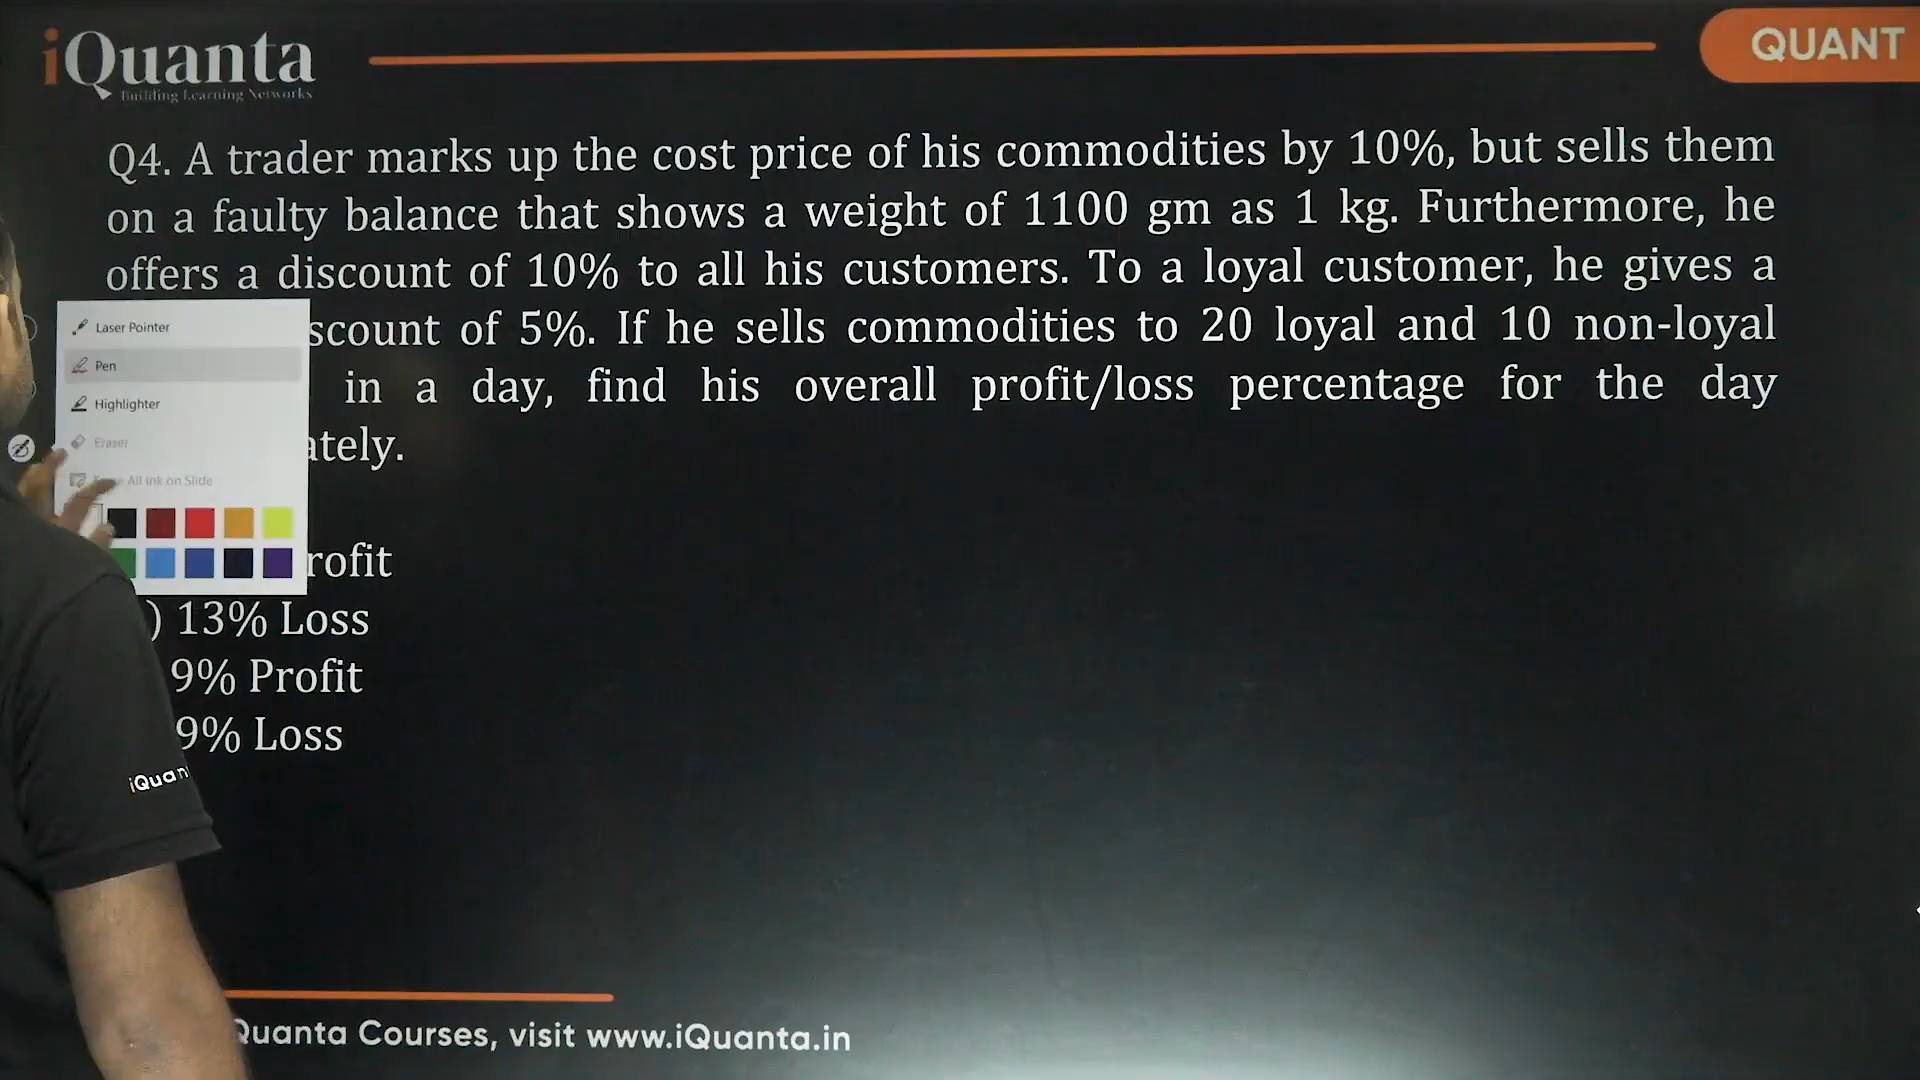 iQuanta
Building Learning Networks
QUANT
Q4. A trader marks up the cost price of his commodities by 10%, but sells them
on a faulty balance that shows a weight of 1100 gm as 1 kg. Furthermore, he
offers a discount of 10% to all his customers. To a loyal customer, he gives a
scount of 5%. If he sells commodities to 20 loyal and 10 non-loyal
in a day, find his overall profit/loss percentage for the day
ately.
Laser Pointer
Pen
Highlighter
Eraser
All Ink on Slide
rofit
) 13% Loss
9% Profit
9% Loss
iQuan
Quanta Courses, visit www.iQuanta.in